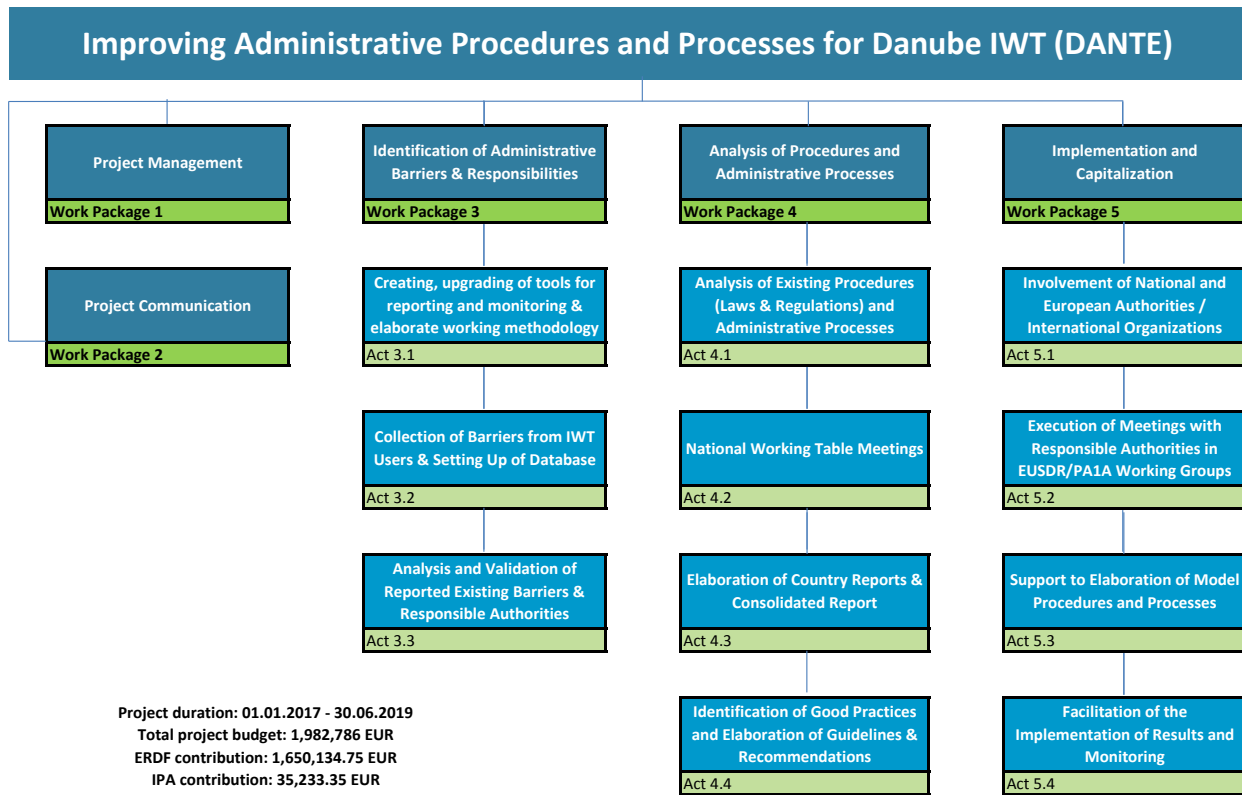 Improving Administrative Procedures and Processes for Danube IWT (DANTE)
Project Management
Work Package 1
Project Communication
Work Package 2
Identification of Administrative
Barriers & Responsibilities
Work Package 3
Creating, upgrading of tools for
reporting and monitoring &
elaborate working methodology
Act 3.1
Collection of Barriers from IWT
Users & Setting Up of Database
Act 3.2
Analysis and Validation of
Reported Existing Barriers &
Responsible Authorities
Act 3.3
Analysis of Procedures and
Administrative Processes
Work Package 4
Analysis of Existing Procedures
(Laws & Regulations) and
Administrative Processes
Act 4.1
National Working Table Meetings
Act 4.2
Elaboration of Country Reports &
Consolidated Report
Act 4.3
Identification of Good Practices
and Elaboration of Guidelines &
Recommendations
Act 4.4
Implementation and
Capitalization
Work Package 5
Involvement of National and
European Authorities /
International Organizations
Act 5.1
Execution of Meetings with
Responsible Authorities in
EUSDR/PA1A Working Groups
Act 5.2
Support to Elaboration of Model
Procedures and Processes
Act 5.3
Facilitation of the
Implementation of Results and
Monitoring
Act 5.4
Project duration: 01.01.2017 - 30.06.2019
Total project budget: 1,982,786 EUR
ERDF contribution: 1,650,134.75 EUR
IPA contribution: 35,233.35 EUR